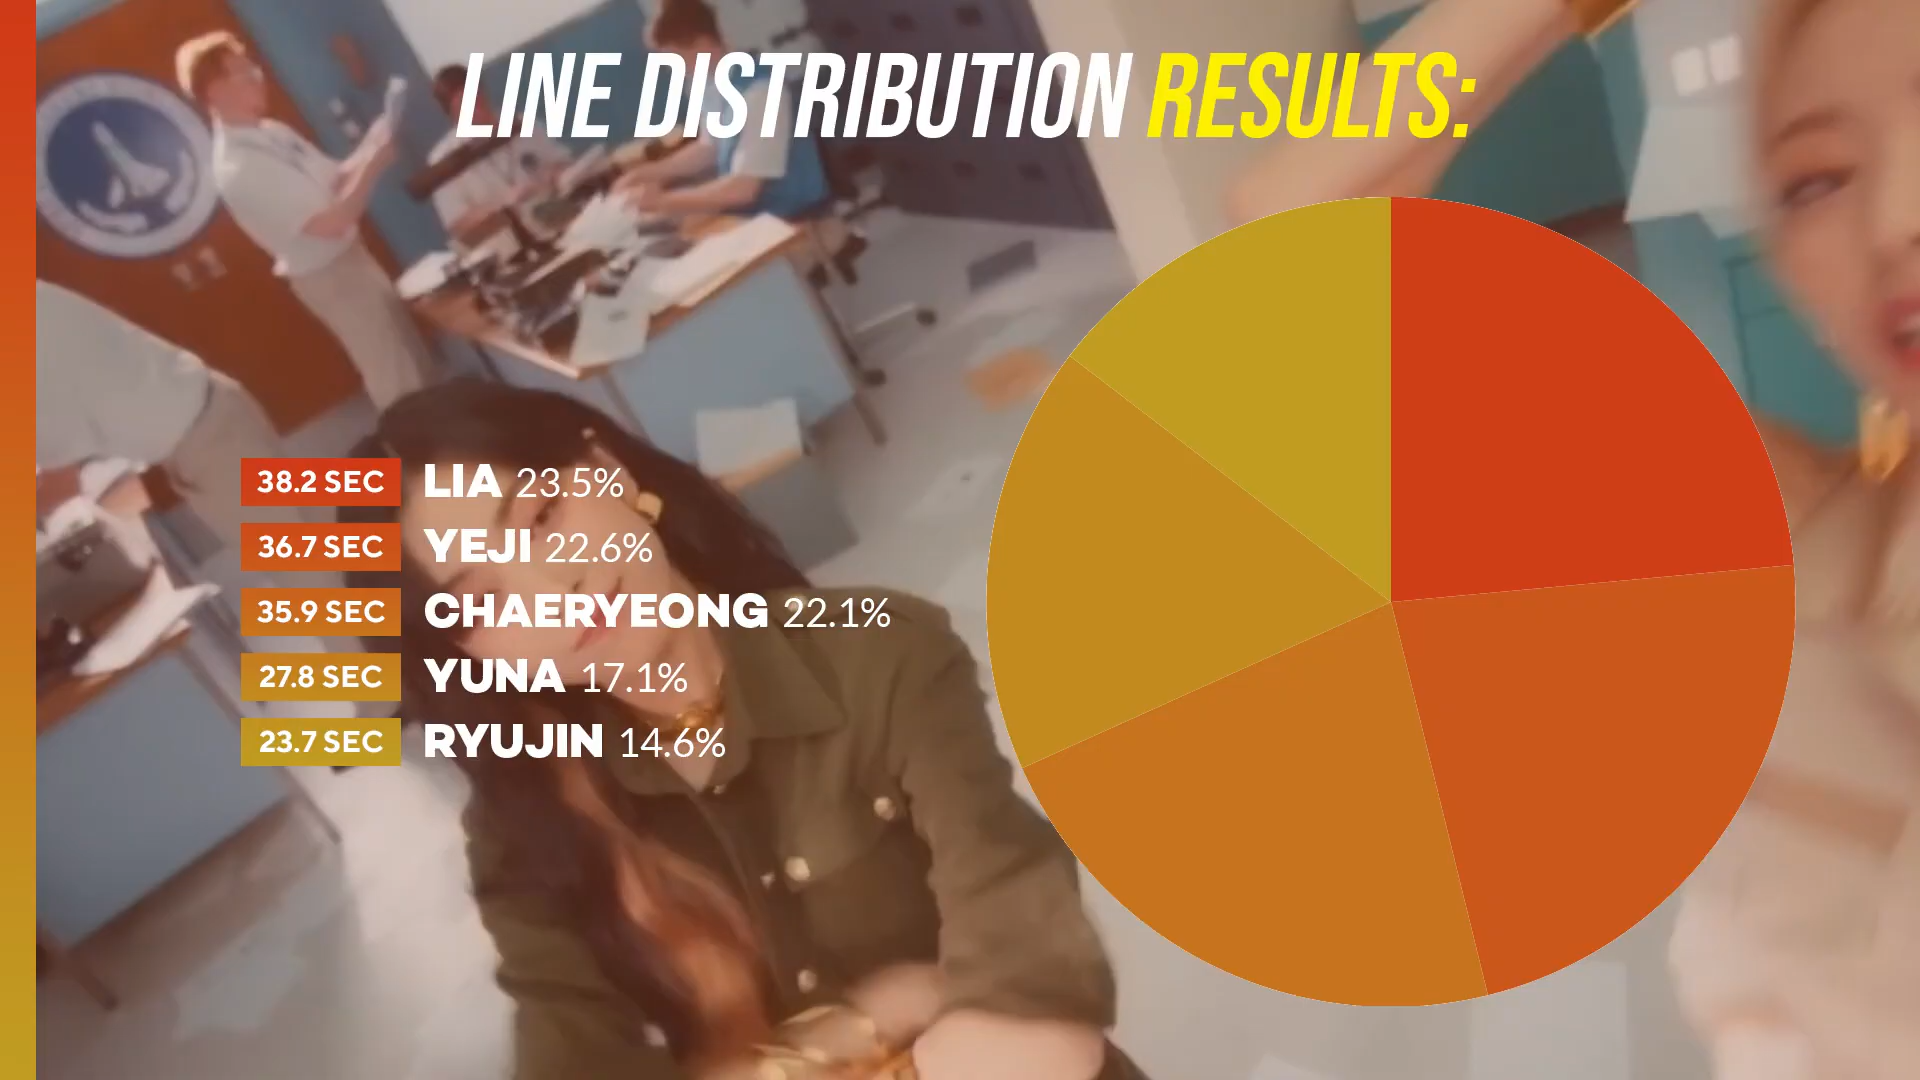 LINE DISTRIBUTION RESULTS:
38.2 SEC LIA 23.5%
36.7 SEC YEJI 22.6%
35.9 SEC CHAERYEONG 22.1%
27.8 SEC YUNA 17.1%
23.7 SEC RYUJIN 14.6%